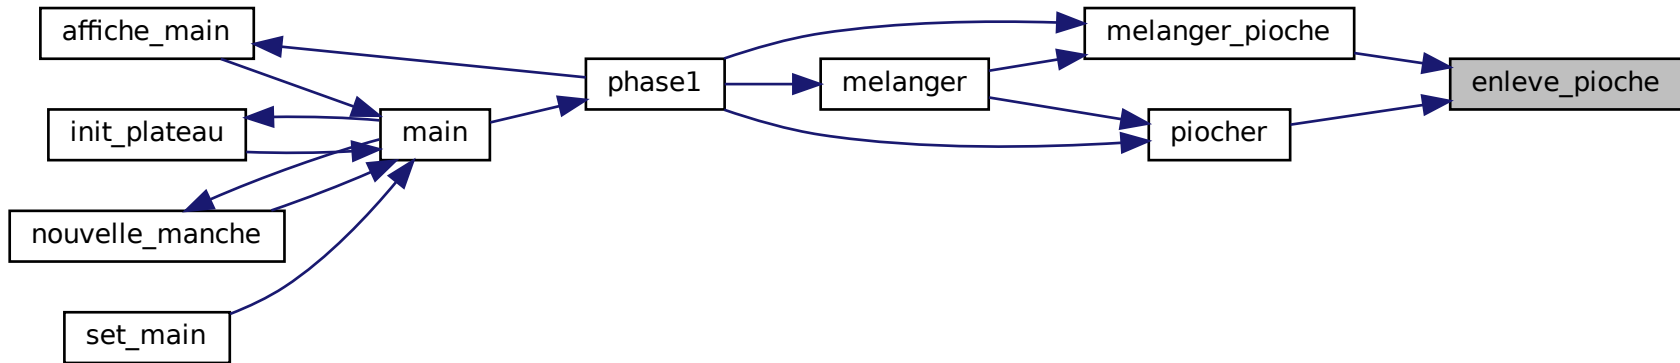 affiche_main
init_plateau
nouvelle_manche
set_main
main
phase1
melanger
melanger_pioche
piocher
enleve_pioche